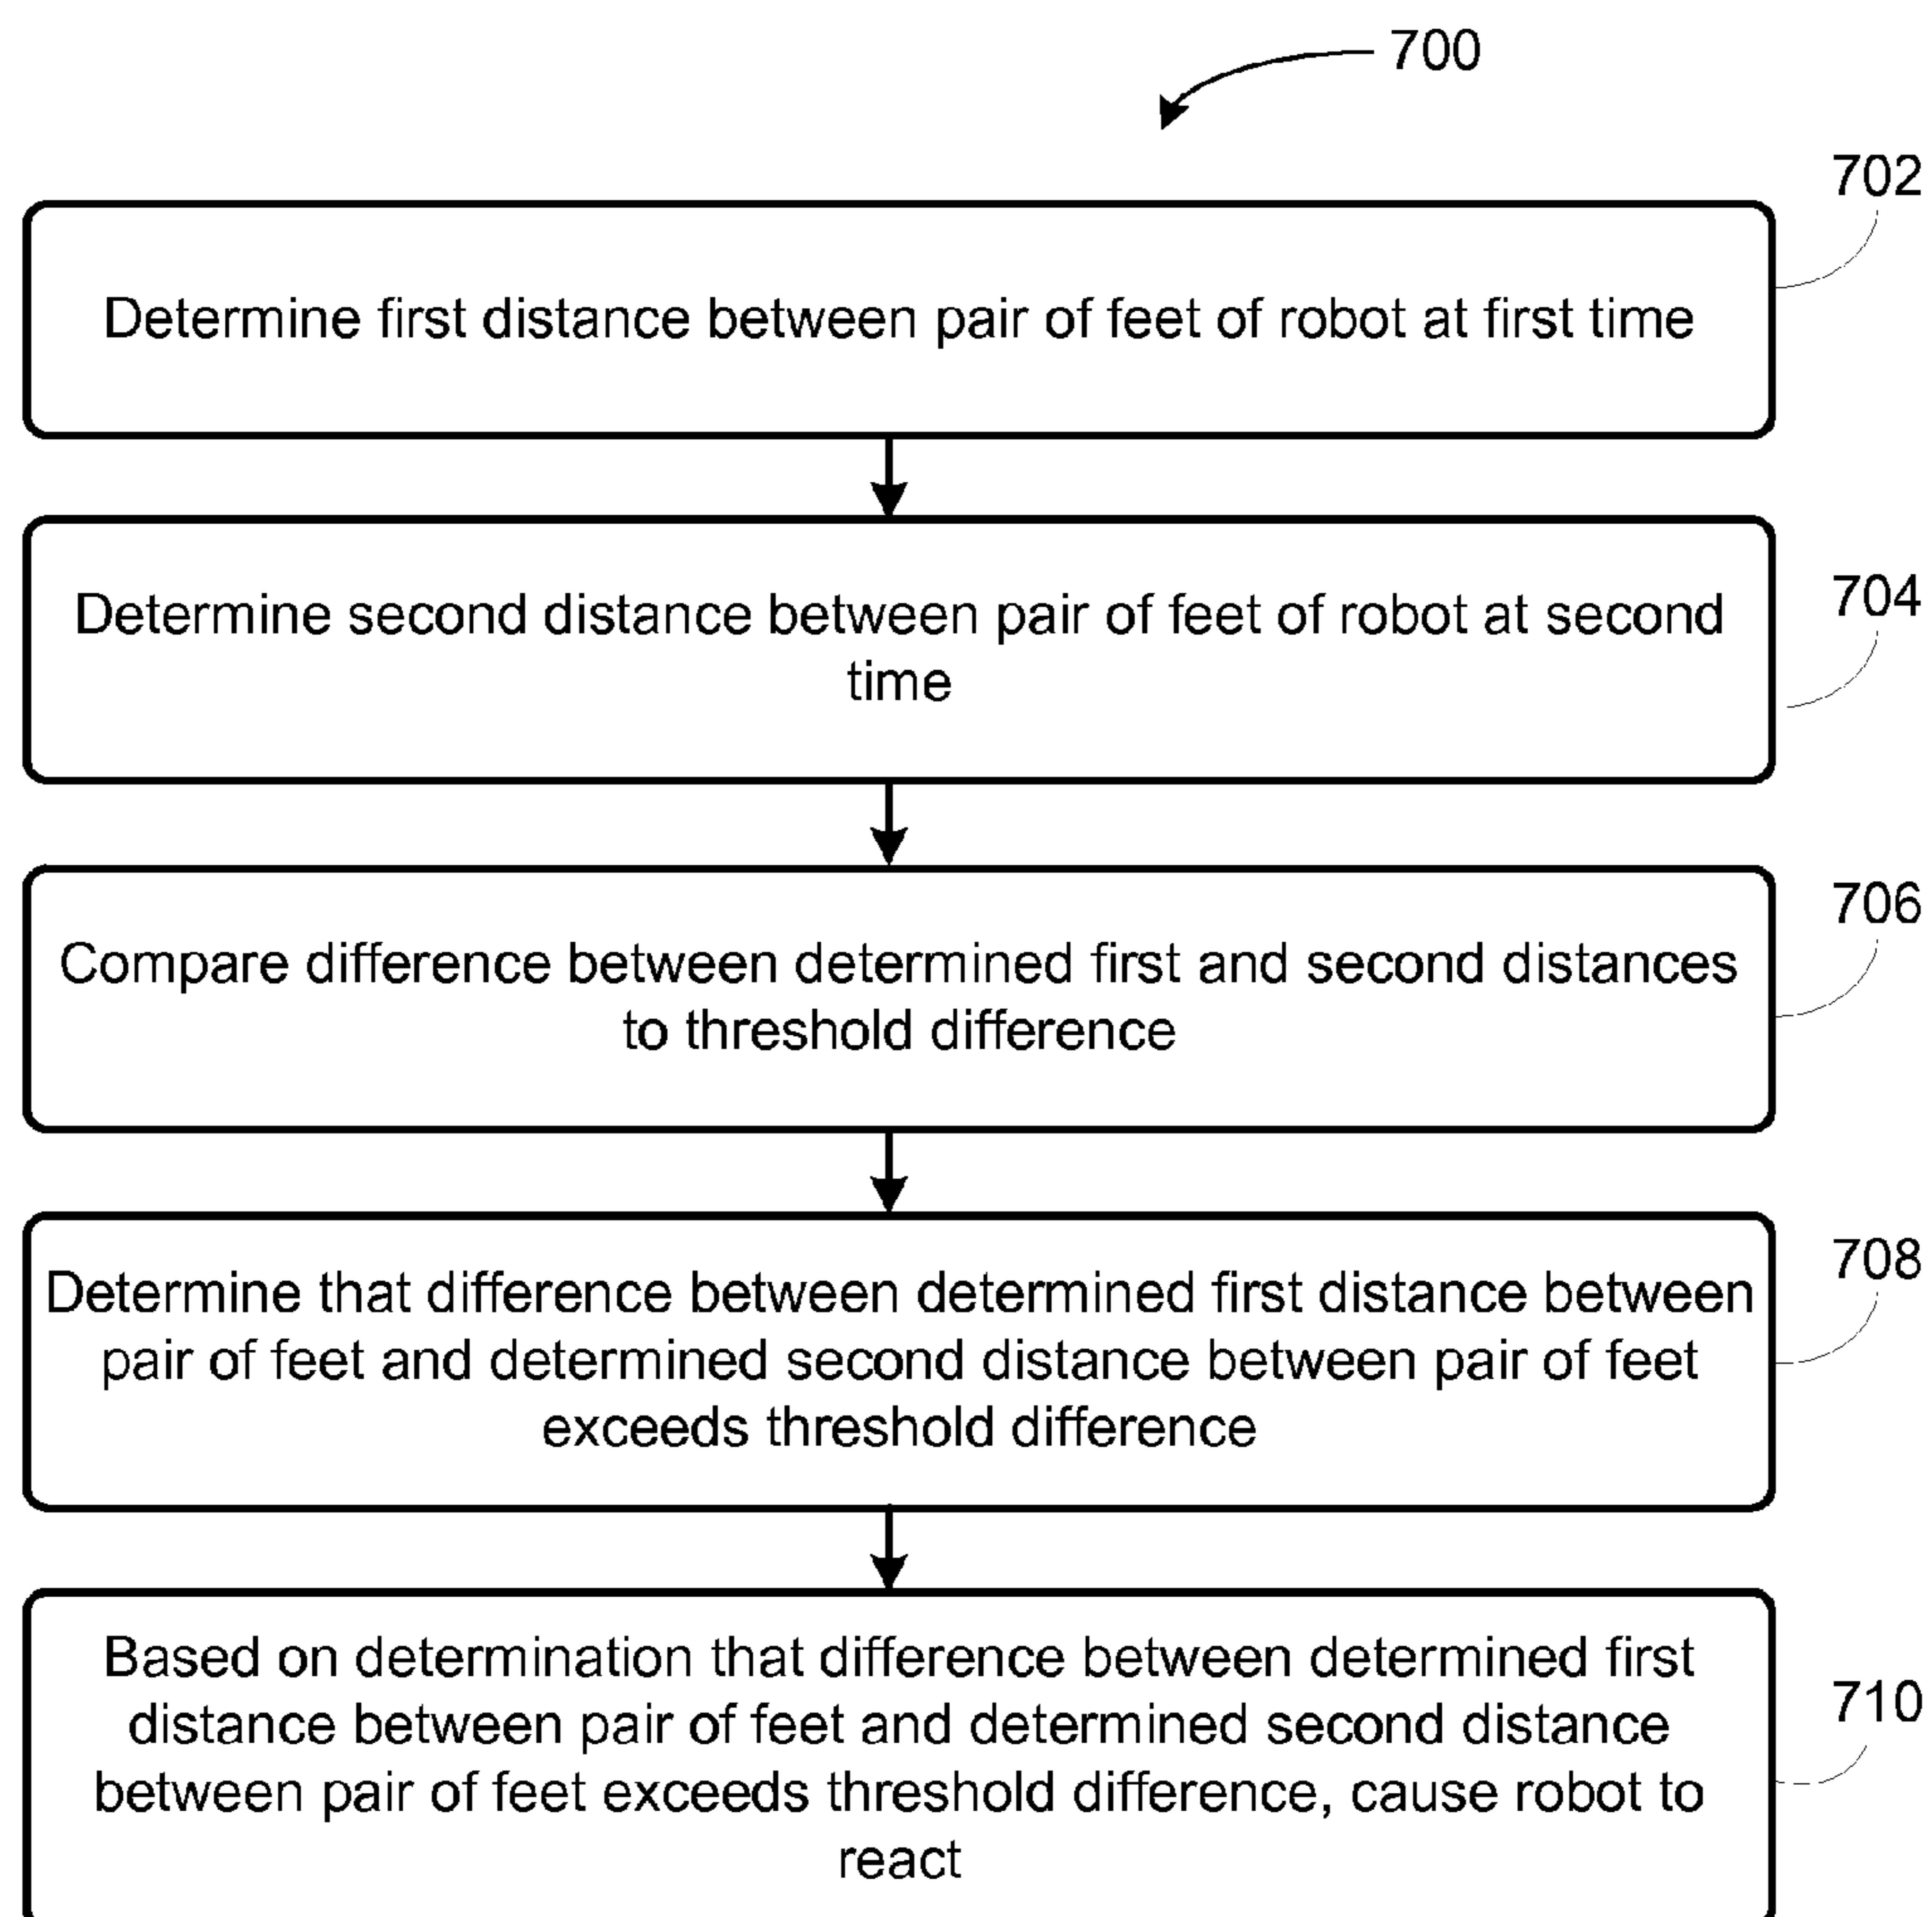 700
702
Determine first distance between pair of feet of robot at first time
704
Determine second distance between pair of feet of robot at second
time
706
Compare difference between determined first and second distances
to threshold difference
708
Determine that difference between determined first distance between
pair of feet and determined second distance between pair of feet
exceeds threshold difference
710
Based on determination that difference between determined first
distance between pair of feet and determined second distance
between pair of feet exceeds threshold difference, cause robot to
react